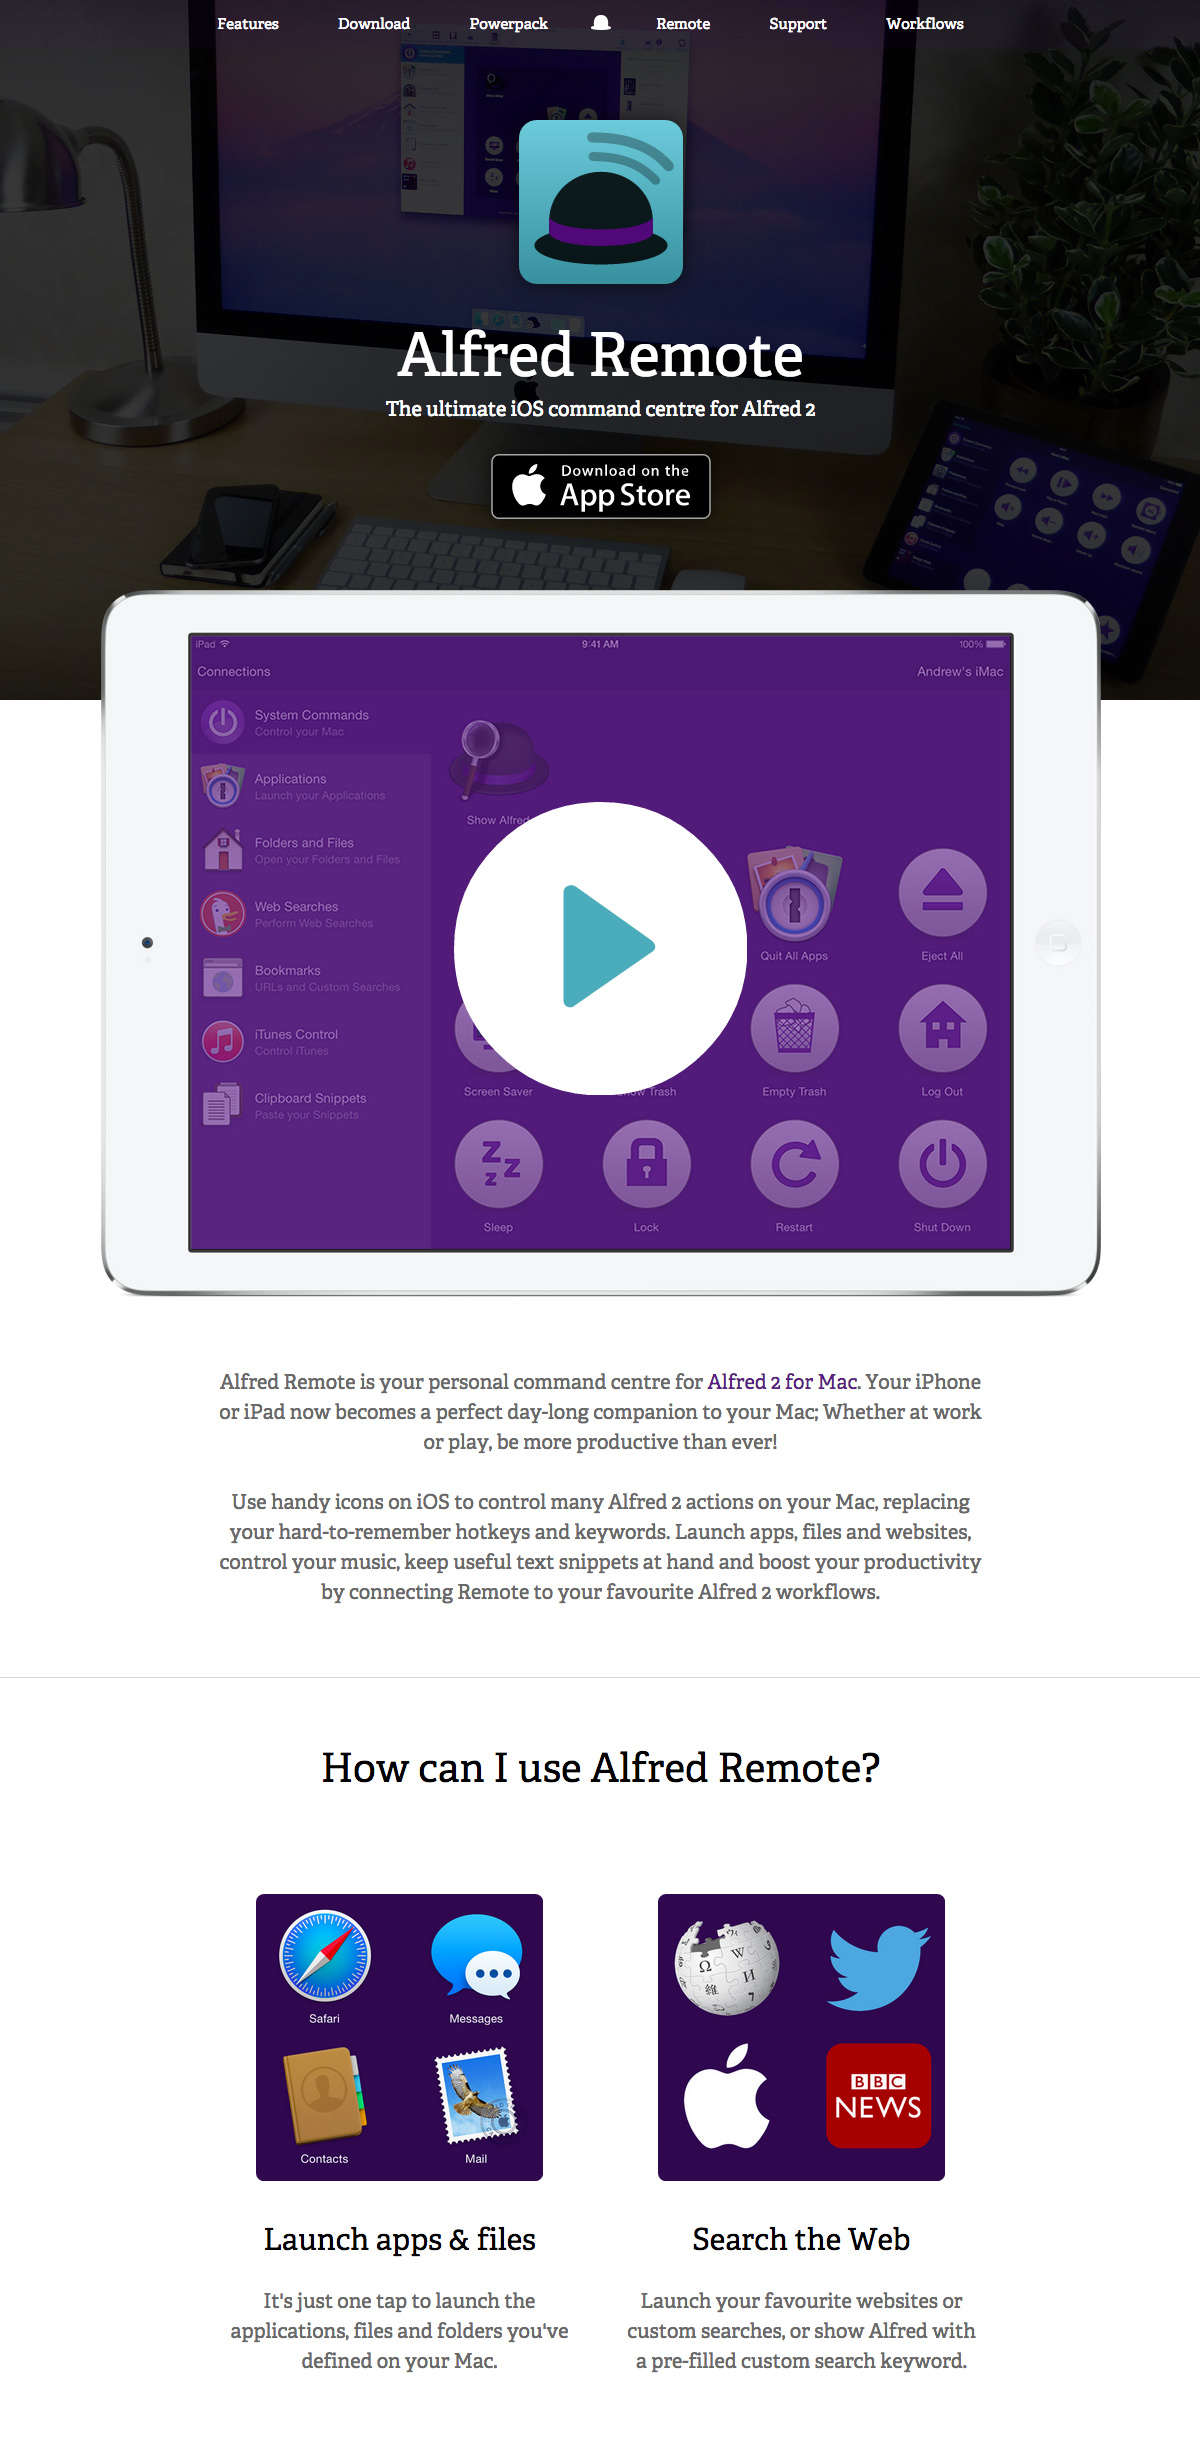 Features Download Powerpack Remote Support Workflows
Alfred Remote
The ultimate iOS command centre for Alfred 2
Download on the
App Store
iPad 9:41 AM 100%
Connections Andrew's iMac
System Commands
Control your Mac
Applications
Launch your Applications
Folders and Files
Open your Folders and Files
Web Searches
Perform Web Searches
Bookmarks
URLs and Custom Searches
iTunes Control
Control iTunes
Clipboard Snippets
Paste your Snippets
Show Alfred
Quit All Apps Eject All
Screen Saver Trash Empty Trash Log Out
Sleep Lock Restart Shut Down
Alfred Remote is your personal command centre for Alfred 2 for Mac. Your iPhone
or iPad now becomes a perfect day-long companion to your Mac; Whether at work
or play, be more productive than ever!
Use handy icons on iOS to control many Alfred 2 actions on your Mac, replacing
your hard-to-remember hotkeys and keywords. Launch apps, files and websites,
control your music, keep useful text snippets at hand and boost your productivity
by connecting Remote to your favourite Alfred 2 workflows.
How can I use Alfred Remote?
Safari Messages
Contacts Mail
Ω W И
維  י
BBC
NEWS
Launch apps & files
It's just one tap to launch the
applications, files and folders you've
defined on your Mac.
Search the Web
Launch your favourite websites or
custom searches, or show Alfred with
a pre-filled custom search keyword.